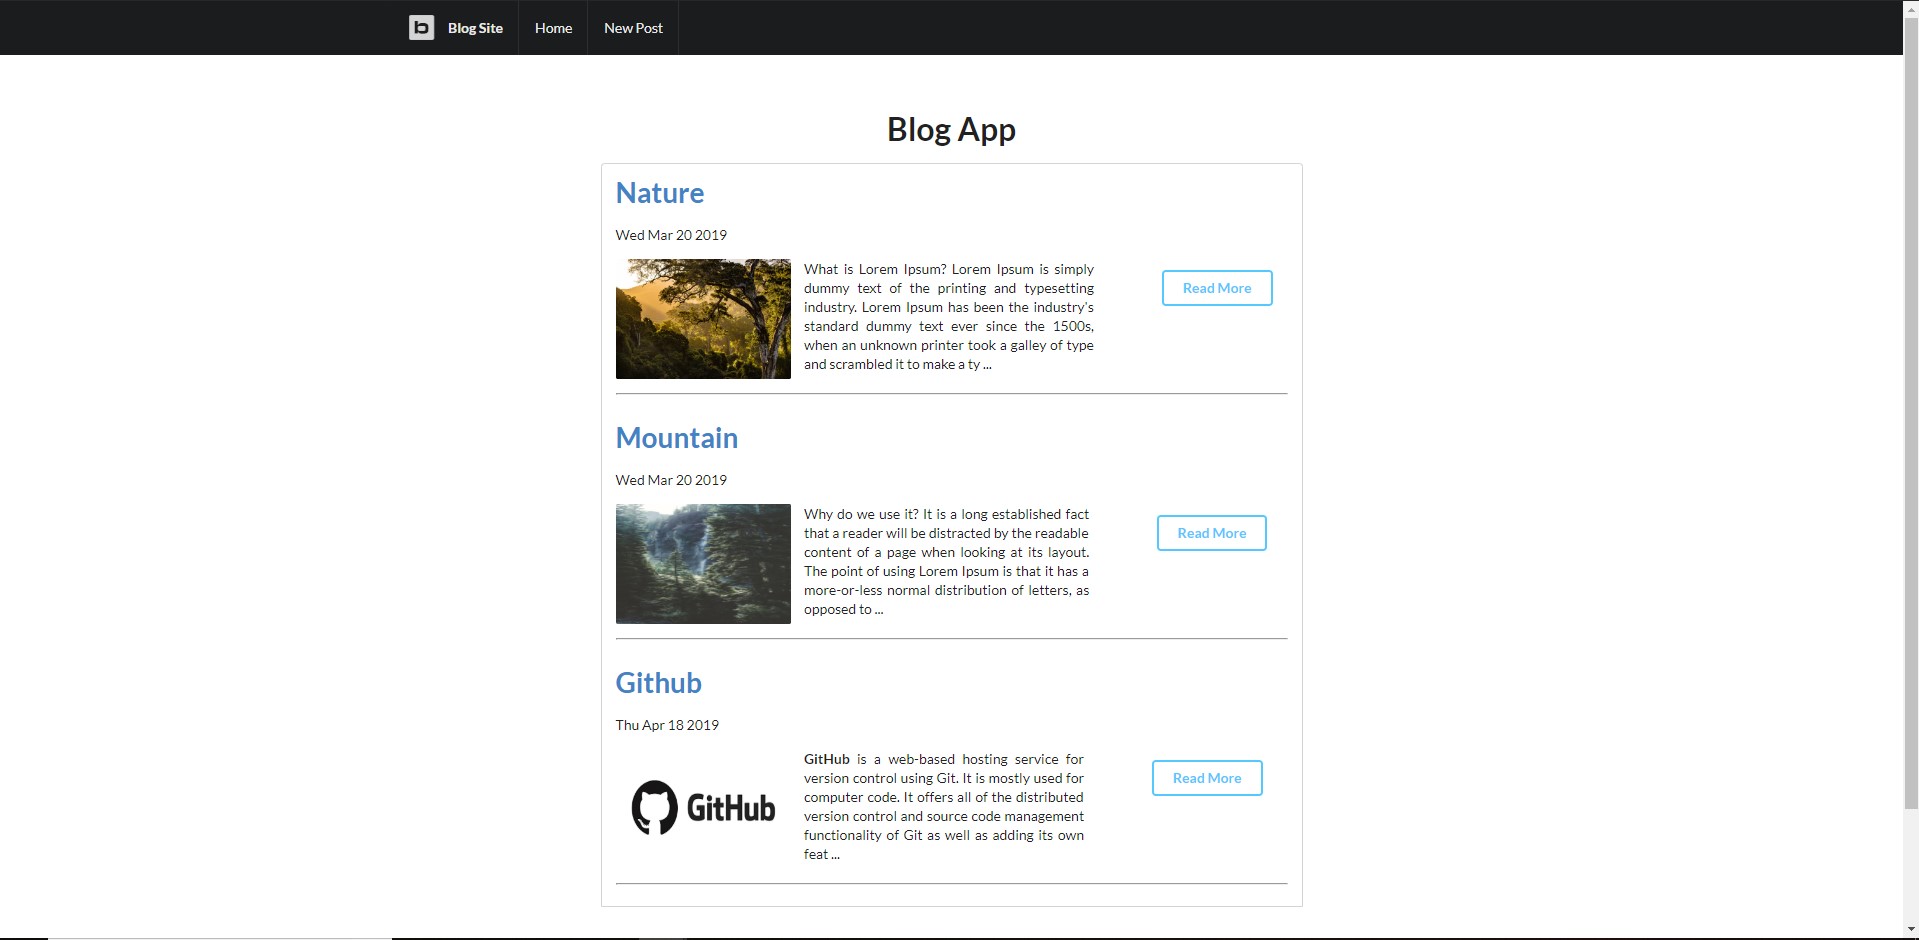 b Blog Site Home New Post
Blog App
Nature
Wed Mar 20 2019
What is Lorem Ipsum? Lorem Ipsum is simply
dummy text of the printing and typesetting
industry. Lorem Ipsum has been the industry's
standard dummy text ever since the 1500s,
when an unknown printer took a galley of type
and scrambled it to make a ty ...
Read More
Mountain
Wed Mar 20 2019
Why do we use it? It is a long established fact
that a reader will be distracted by the readable
content of a page when looking at its layout.
The point of using Lorem Ipsum is that it has a
more-or-less normal distribution of letters, as
opposed to ...
Read More
Github
Thu Apr 18 2019
GitHub
GitHub is a web-based hosting service for
version control using Git. It is mostly used for
computer code. It offers all of the distributed
version control and source code management
functionality of Git as well as adding its own
feat ...
Read More